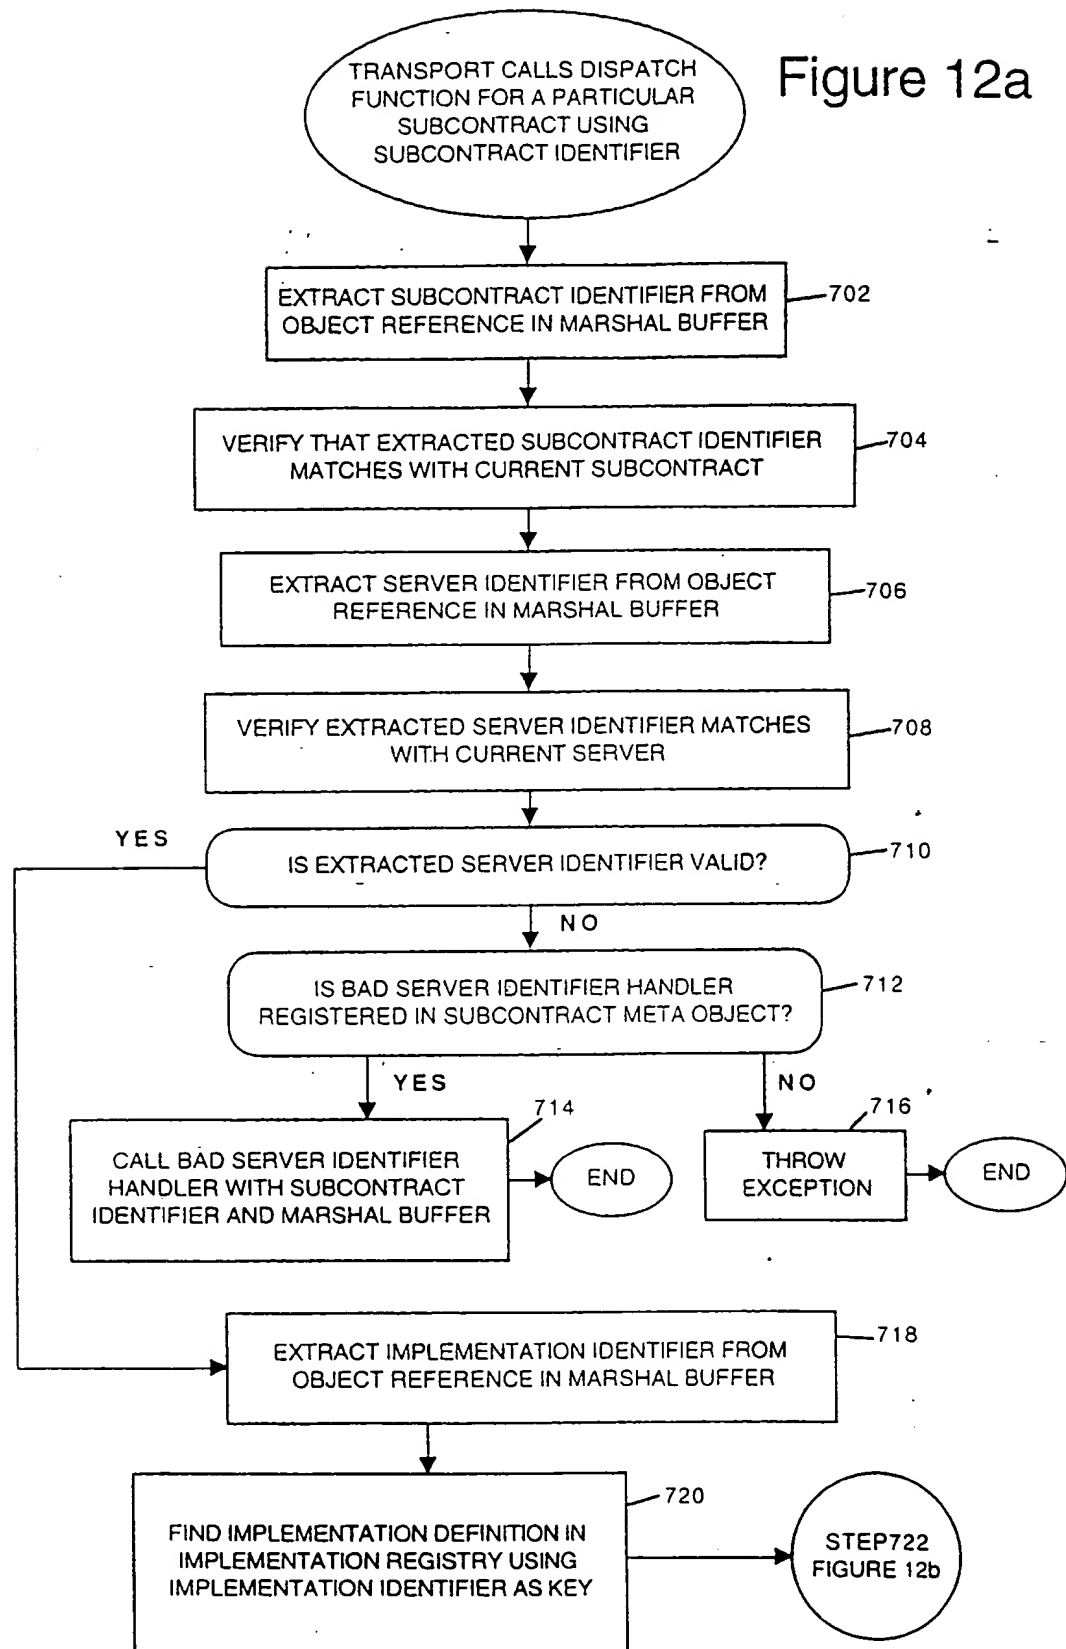 Figure 12a
TRANSPORT CALLS DISPATCH
FUNCTION FOR A PARTICULAR
SUBCONTRACT USING
SUBCONTRACT IDENTIFIER
EXTRACT SUBCONTRACT IDENTIFIER FROM
OBJECT REFERENCE IN MARSHAL BUFFER
702
VERIFY THAT EXTRACTED SUBCONTRACT IDENTIFIER
MATCHES WITH CURRENT SUBCONTRACT
704
EXTRACT SERVER IDENTIFIER FROM OBJECT
REFERENCE IN MARSHAL BUFFER
706
VERIFY EXTRACTED SERVER IDENTIFIER MATCHES
WITH CURRENT SERVER
708
YES
IS EXTRACTED SERVER IDENTIFIER VALID?
710
NO
IS BAD SERVER IDENTIFIER HANDLER
REGISTERED IN SUBCONTRACT META OBJECT?
712
YES
NO
714
CALL BAD SERVER IDENTIFIER
HANDLER WITH SUBCONTRACT
IDENTIFIER AND MARSHAL BUFFER
END
716
THROW
EXCEPTION
END
718
EXTRACT IMPLEMENTATION IDENTIFIER FROM
OBJECT REFERENCE IN MARSHAL BUFFER
720
FIND IMPLEMENTATION DEFINITION IN
IMPLEMENTATION REGISTRY USING
IMPLEMENTATION IDENTIFIER AS KEY
STEP722
FIGURE 12b